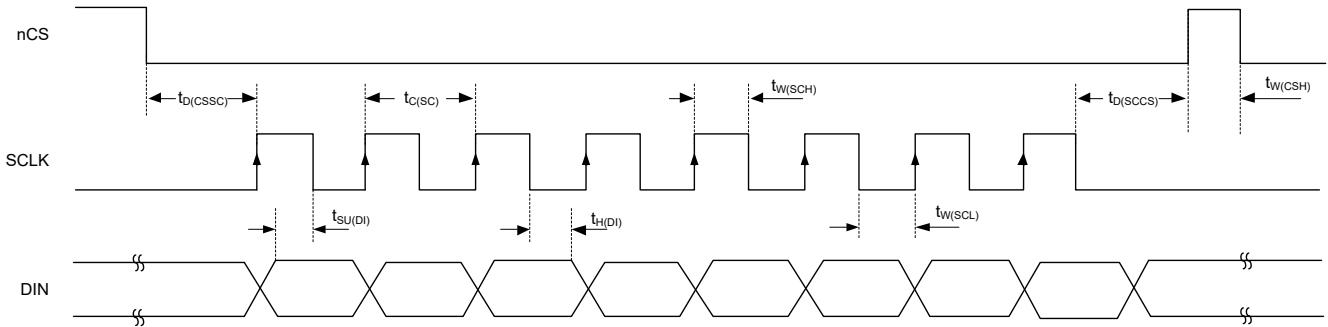 nCS
tD(CSSC)
tC(SC)
tW(SCH)
tD(SCCS)
tW(CSH)
SCLK
tSU(DI)
tH(DI)
tW(SCL)
DIN